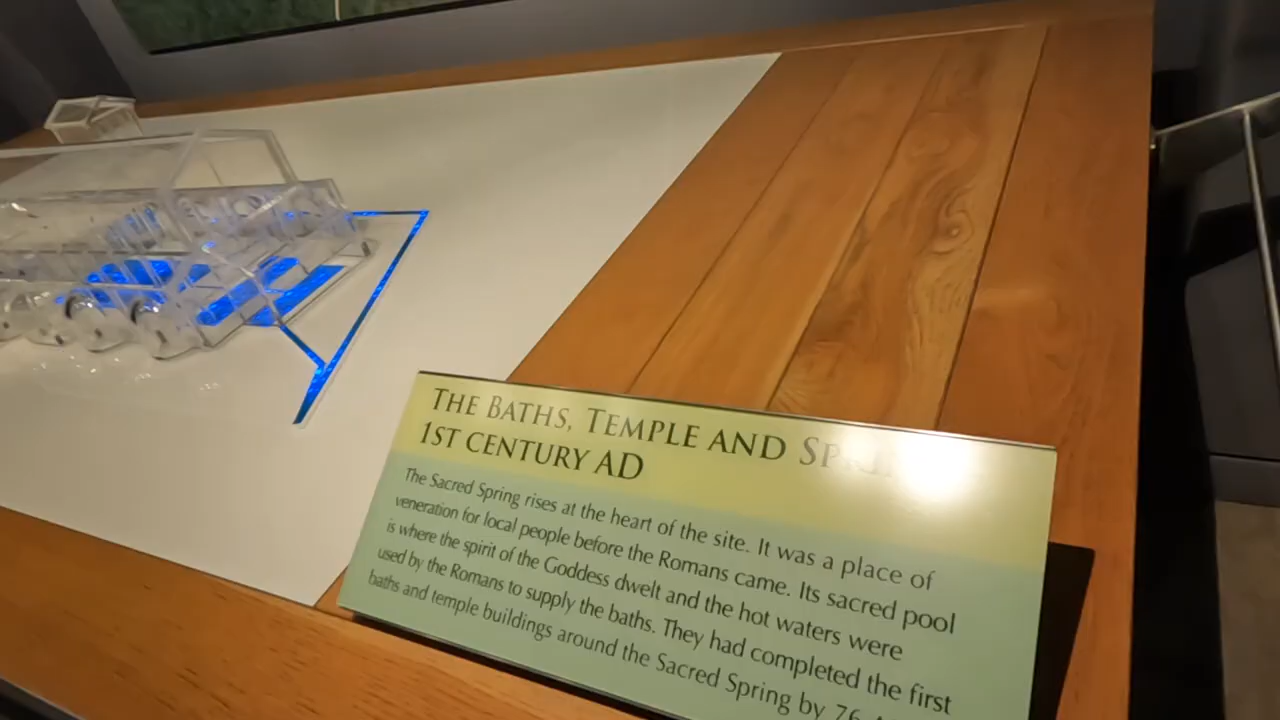 THE BATHS, TEMPLE AND
1ST CENTURY AD
The Sacred Spring rises at the heart of the site. It was a place of
veneration for local people before the Romans came. Its sacred pool
is where the spirit of the Goddess dwelt and the hot waters were
used by the Romans to supply the baths. They had completed the first
baths and temple buildings around the Sacred Spring by 76